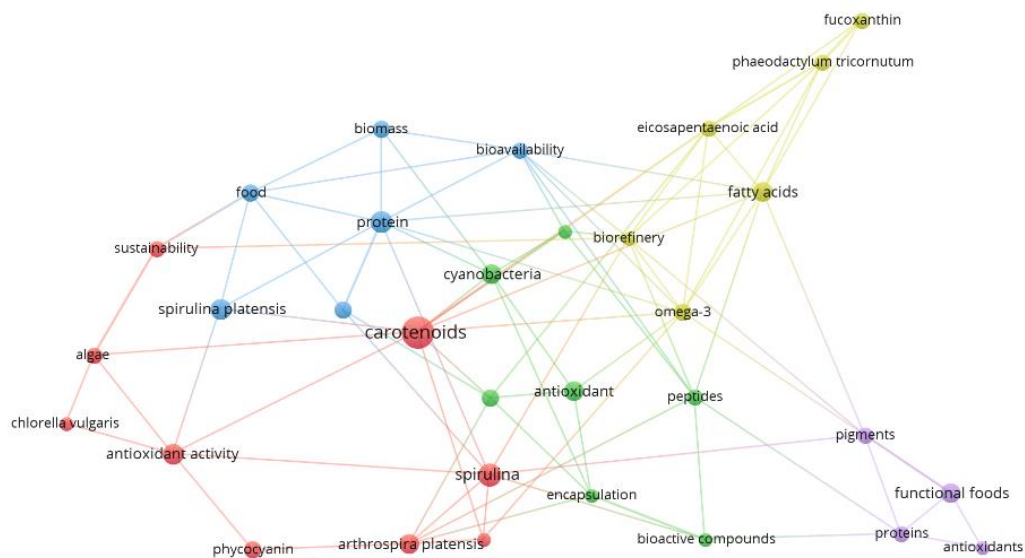 fucoxanthin
phaeodactylum tricornutum
biomass
eicosapentaenoic acid
bioavailability
food
fatty acids
protein
sustainability
biorefinery
cyanobacteria
spirulina platensis
omega-3
carotenoids
algae
antioxidant
peptides
chlorella vulgaris
pigments
antioxidant activity
spirulina
encapsulation
functional foods
proteins
bioactive compounds
arthrospira platensis
antioxidants
phycocyanin